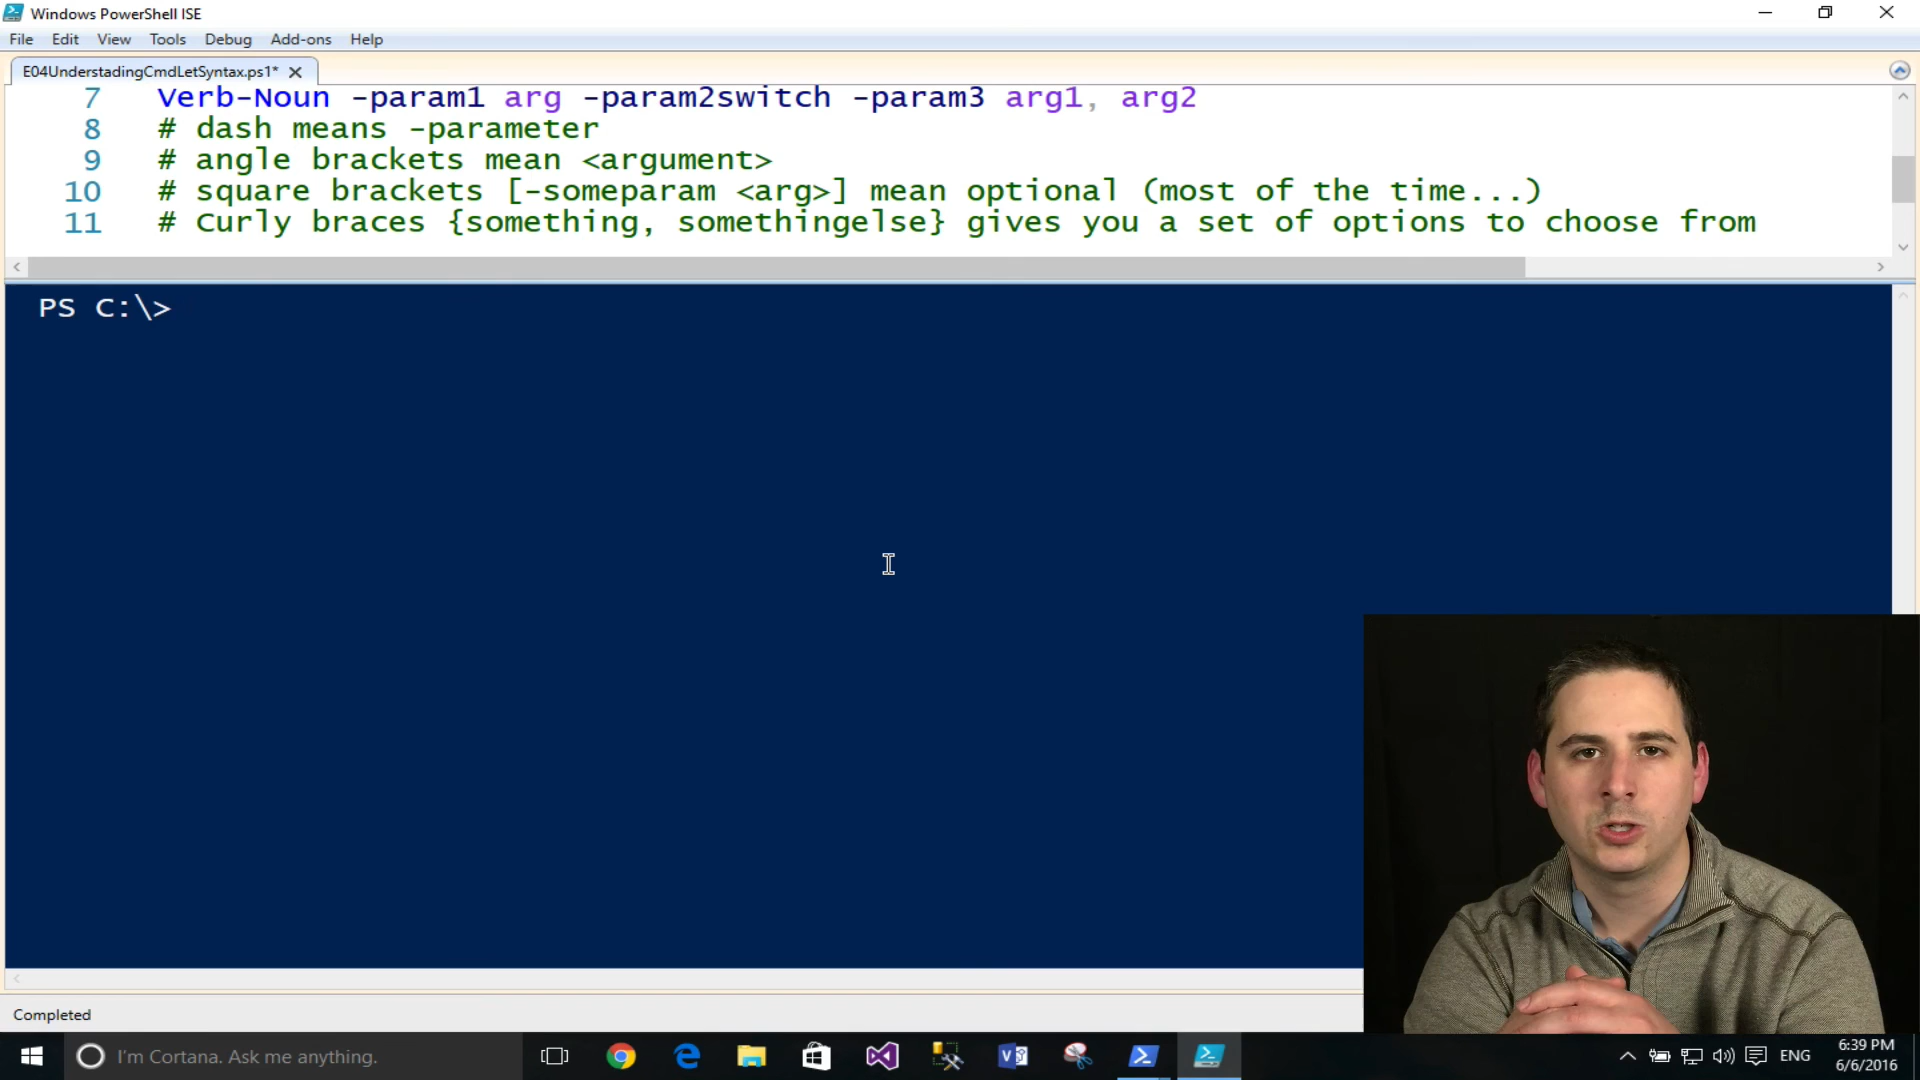 Windows PowerShell ISE
File Edit View Tools Debug Add-ons Help
E04UnderstadingCmdLetSyntax.ps1*
7 Verb-Noun -param1 arg -param2switch -param3 arg1, arg2
8 # dash means -parameter
9 # angle brackets mean <argument>
10 # square brackets [-someparam <arg>] mean optional (most of the time...)
11 # Curly braces {something, somethingelse} gives you a set of options to choose from
PS C:\>
Completed
I'm Cortana. Ask me anything.
ENG
6:39 PM
6/6/2016